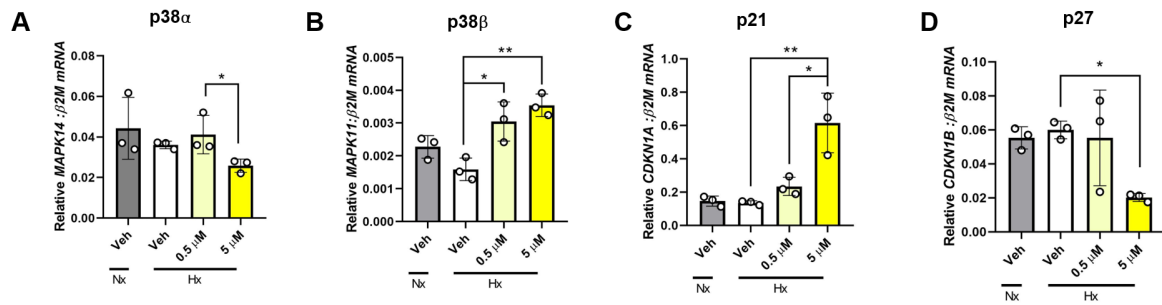 A
p38α
Relative MAPK14 :β2M mRNA
0.08
0.06
0.04
0.02
0.00
*
Veh
Veh
0.5 μM
5 μM
Nx
Hx
B
p38β
Relative MAPK11:β2M mRNA
0.005
0.004
0.003
0.002
0.001
0.000
**
*
Veh
Veh
0.5 μM
5 μM
Nx
Hx
C
p21
Relative CDKN1A :β2M mRNA
1.0
0.8
0.6
0.4
0.2
0.0
**
*
Veh
Veh
0.5 μM
5 μM
Nx
Hx
D
p27
Relative CDKN1B :β2M mRNA
0.10
0.08
0.06
0.04
0.02
0.00
*
Veh
Veh
0.5 μM
5 μM
Nx
Hx